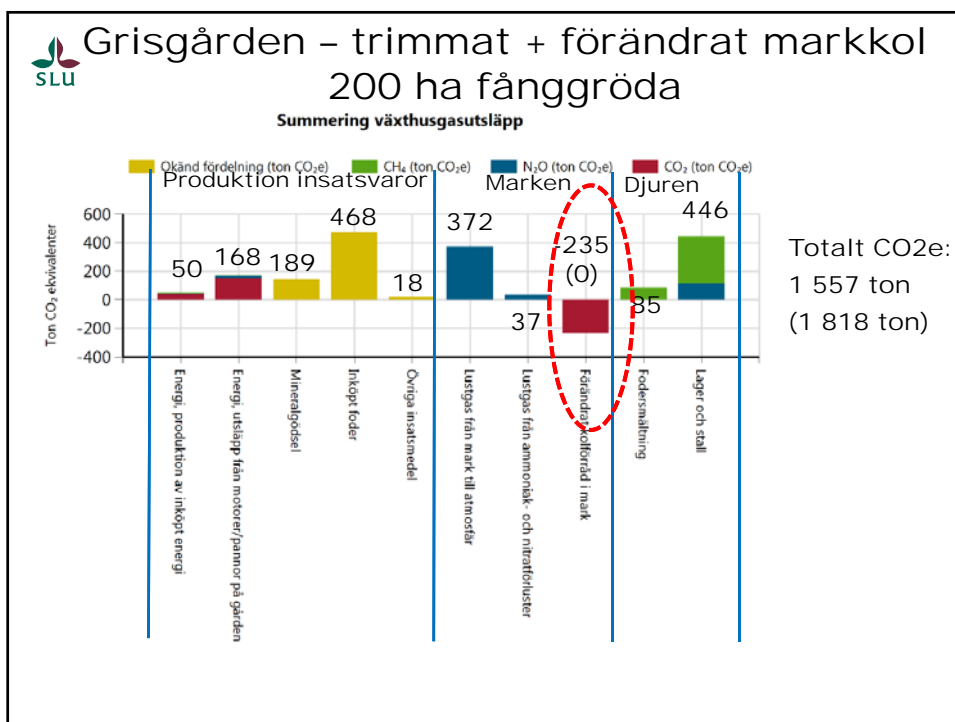 SLU
Grisgården – trimmat + förändrat markkol
200 ha fånggröda
Summering växthusgasutsläpp
Okänd fördelning (ton CO₂e) CH₄ (ton CO₂e) N₂O (ton CO₂e) CO₂ (ton CO₂e)
Produktion insatsvaror Marken Djuren
Ton CO₂ ekvivalenter
600
400
200
0
-200
-400
50
168
189
468
18
372
37
-235
(0)
85
446
Energi, produktion av inköpt energi
Energi, utsläpp från motorer/pannor på gården
Mineralgödsel
Inköpt foder
Övriga insatsmedel
Lustgas från mark till atmosfär
Lustgas från ammoniak- och nitratförluster
Förändrat kolförråd i mark
Fodersmältning
Lager och stall
Totalt CO2e:
1 557 ton
(1 818 ton)